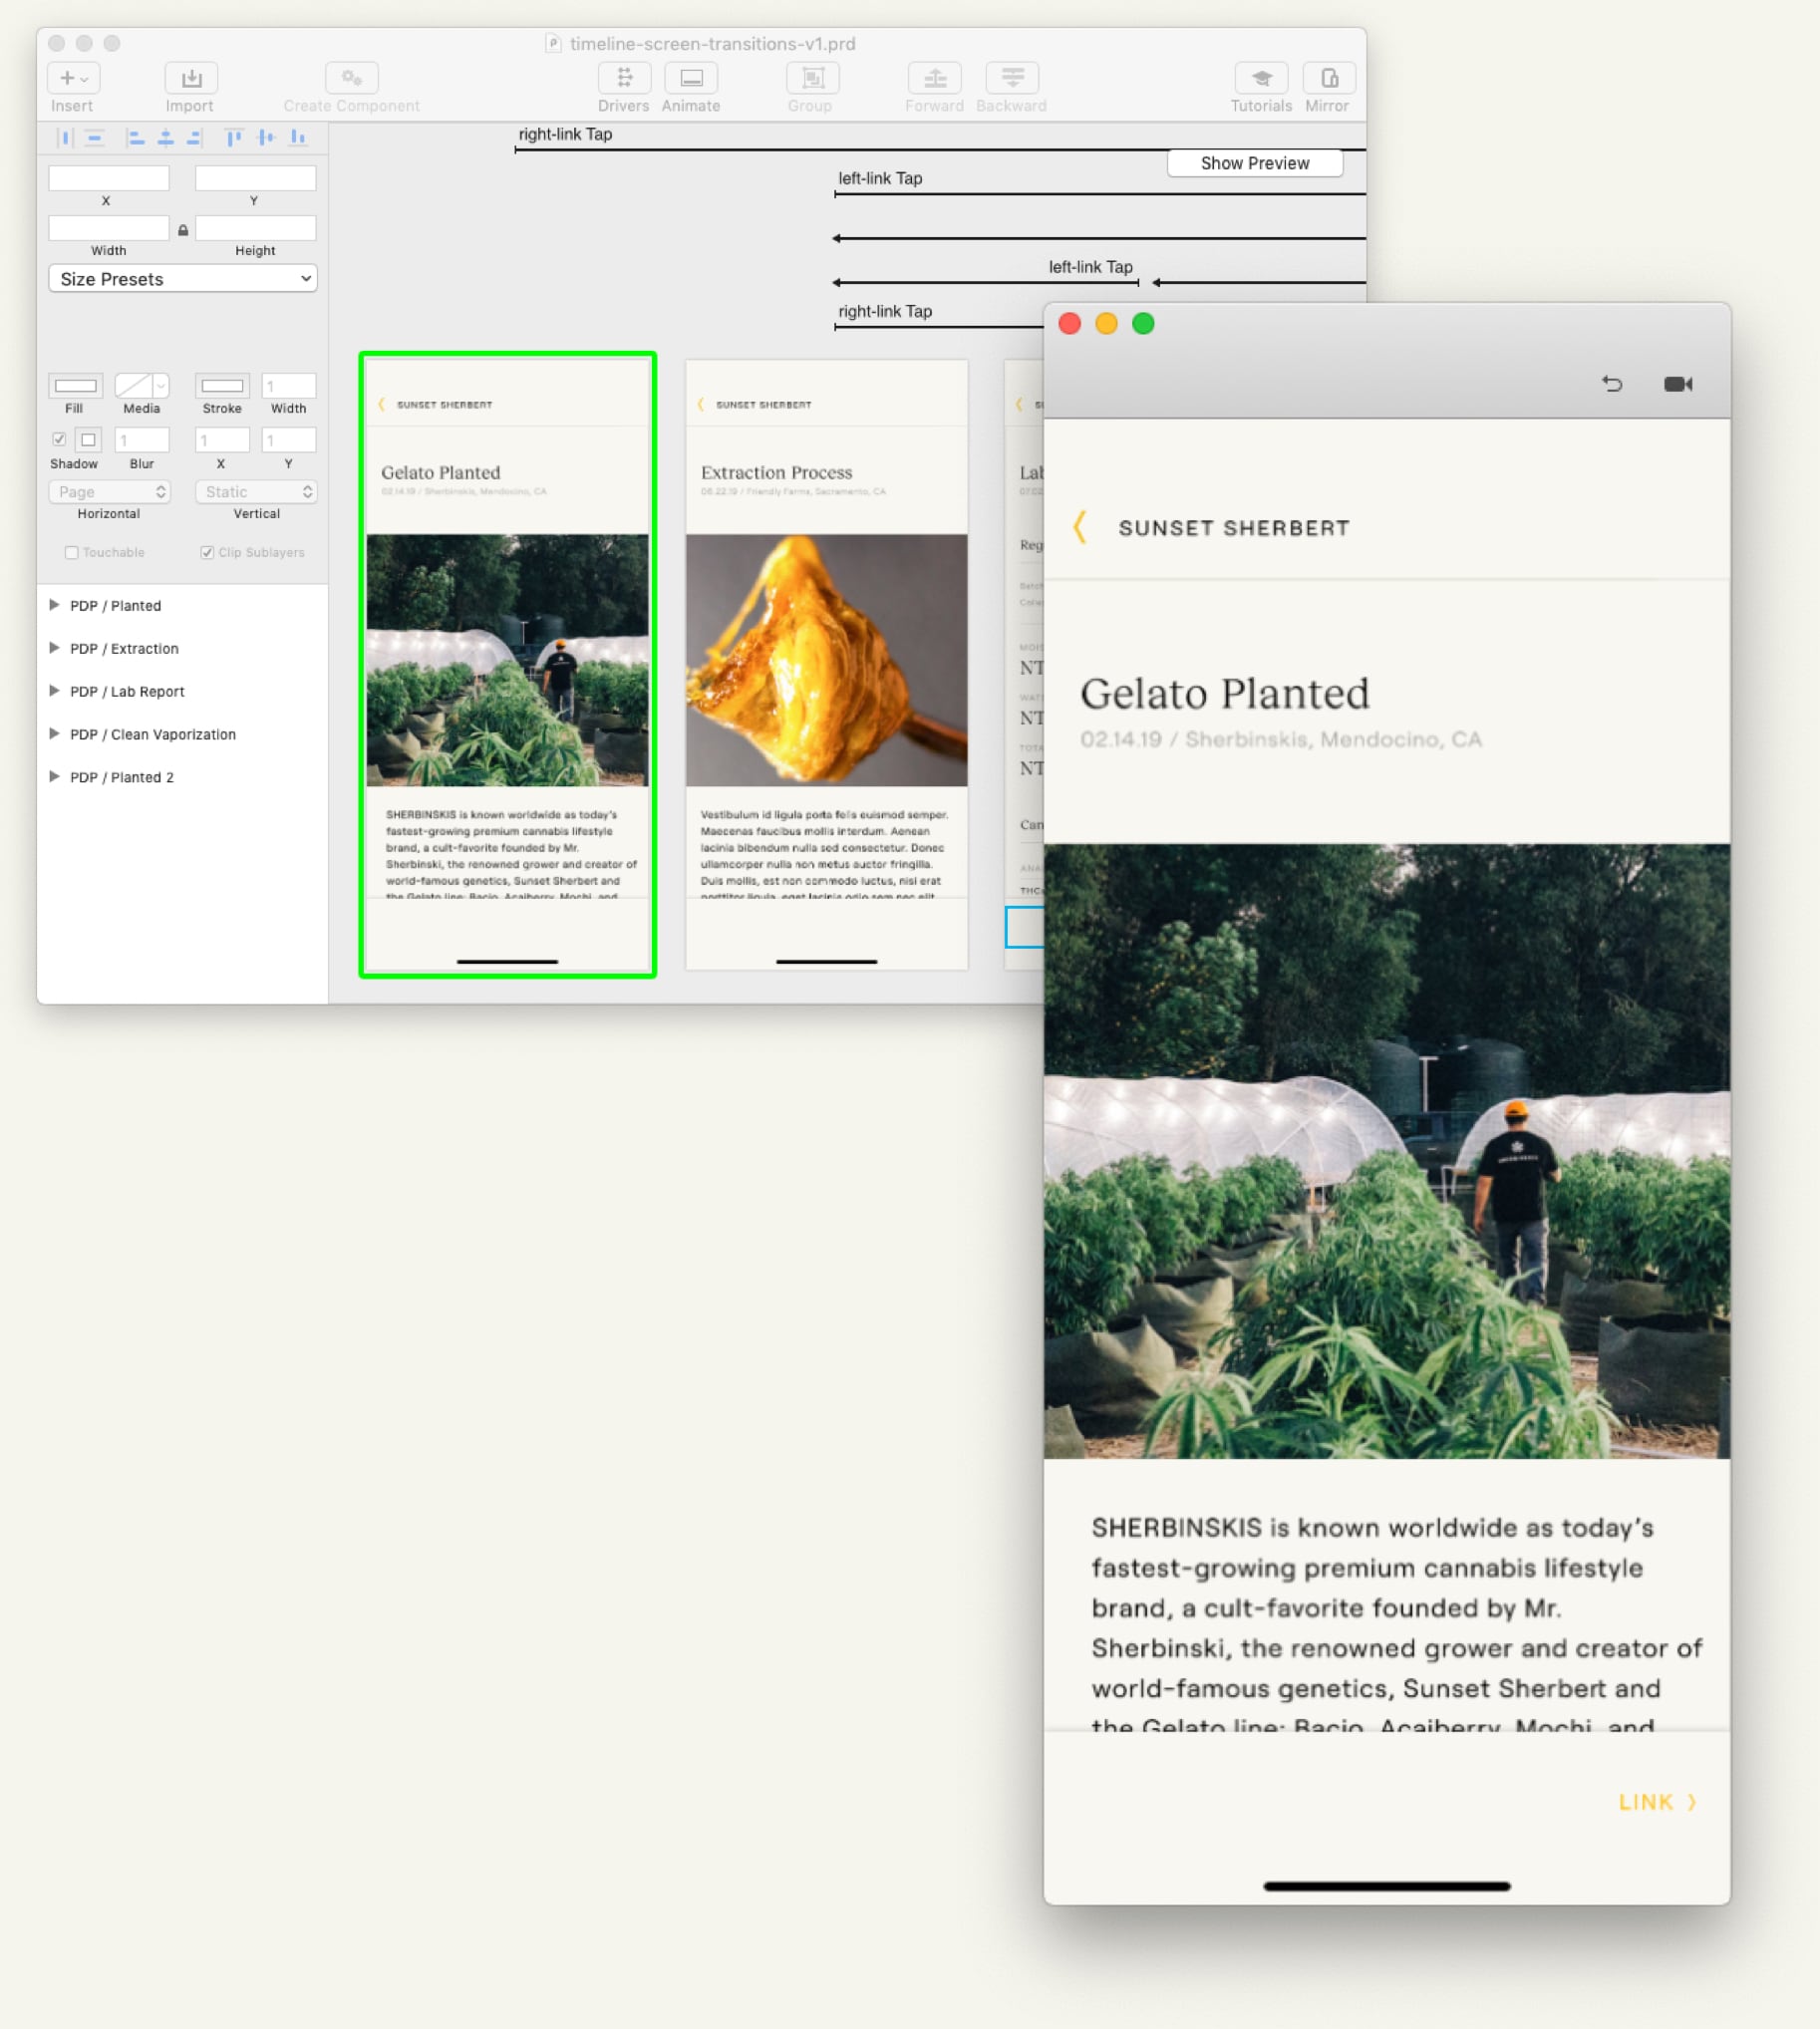 timeline-screen-transitions-v1.prd
Insert
Import
Create Component
Drivers
Animate
Group
Forward
Backward
Tutorials
Mirror
X
Y
Width
Height
Size Presets
Fill
Media
Stroke
1
Width
Shadow
1
Blur
1
X
1
Y
Page
Horizontal
Static
Vertical
Touchable
Clip Sublayers
PDP / Planted
PDP / Extraction
PDP / Lab Report
PDP / Clean Vaporization
PDP / Planted 2
right-link Tap
Show Preview
left-link Tap
left-link Tap
right-link Tap
SUNSET SHERBERT
Gelato Planted
02.14.19 / Sherbinskis, Mendocino, CA
SHERBINSKIS is known worldwide as today's
fastest-growing premium cannabis lifestyle
brand, a cult-favorite founded by Mr.
Sherbinski, the renowned grower and creator of
world-famous genetics, Sunset Sherbert and
the Gelato line: Bacio, Acaiberry, Mochi, and
SUNSET SHERBERT
Extraction Process
06.22.19 / Friendly Farms, Sacramento, CA
Vestibulum id ligula porta felis euismod semper.
Maecenas faucibus mollis interdum. Aenean
lacinia bibendum nulla sed consectetur. Donec
ullamcorper nulla non metus auctor fringilla.
Duis mollis, est non commodo luctus, nisi erat
porttitor ligula, eget lacinia odio sem nec elit
Lab
Reg
Batch
NT
NT
TOTA
NT
Can
THC
SUNSET SHERBERT
Gelato Planted
02.14.19 / Sherbinskis, Mendocino, CA
SHERBINSKIS is known worldwide as today's
fastest-growing premium cannabis lifestyle
brand, a cult-favorite founded by Mr.
Sherbinski, the renowned grower and creator of
world-famous genetics, Sunset Sherbert and
the Gelato line: Bacio, Acaiberry, Mochi, and
LINK